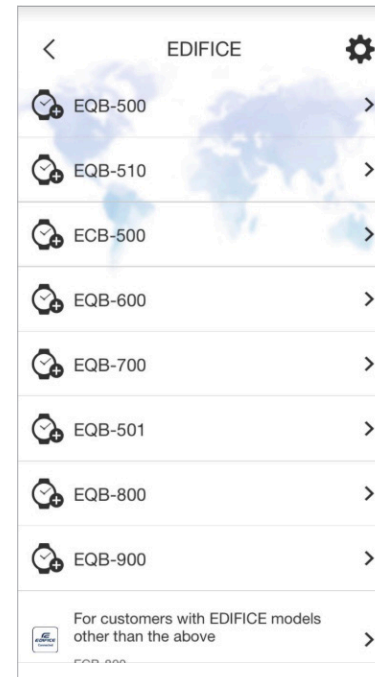 EDIFICE
EQB-500
EQB-510
ECB-500
EQB-600
EQB-700
EQB-501
EQB-800
EQB-900
For customers with EDIFICE models
other than the above
EDIFICE